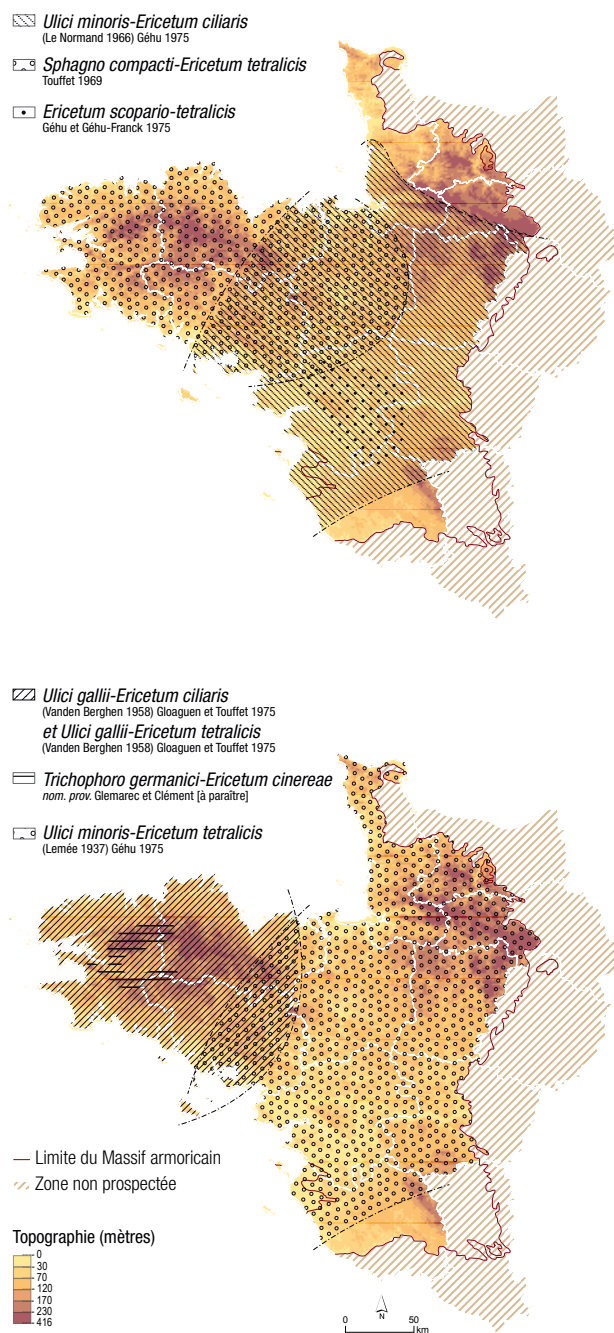 Ulici minoris-Ericetum ciliaris
(Le Normand 1966) Géhu 1975
Sphagno compacti-Ericetum tetralicis
Touffet 1969
Ericetum scopario-tetralicis
Géhu et Géhu-Franck 1975
Ulici gallii-Ericetum ciliaris
(Vanden Berghen 1958) Gloaguen et Touffet 1975
et Ulici gallii-Ericetum tetralicis
(Vanden Berghen 1958) Gloaguen et Touffet 1975
Trichophoro germanici-Ericetum cinereae
nom. prov. Glemarec et Clément [à paraître]
Ulici minoris-Ericetum tetralicis
(Lemée 1937) Géhu 1975
Limite du Massif armoricain
Zone non prospectée
Topographie (mètres)
0
30
70
120
170
230
416
N
0 50
km